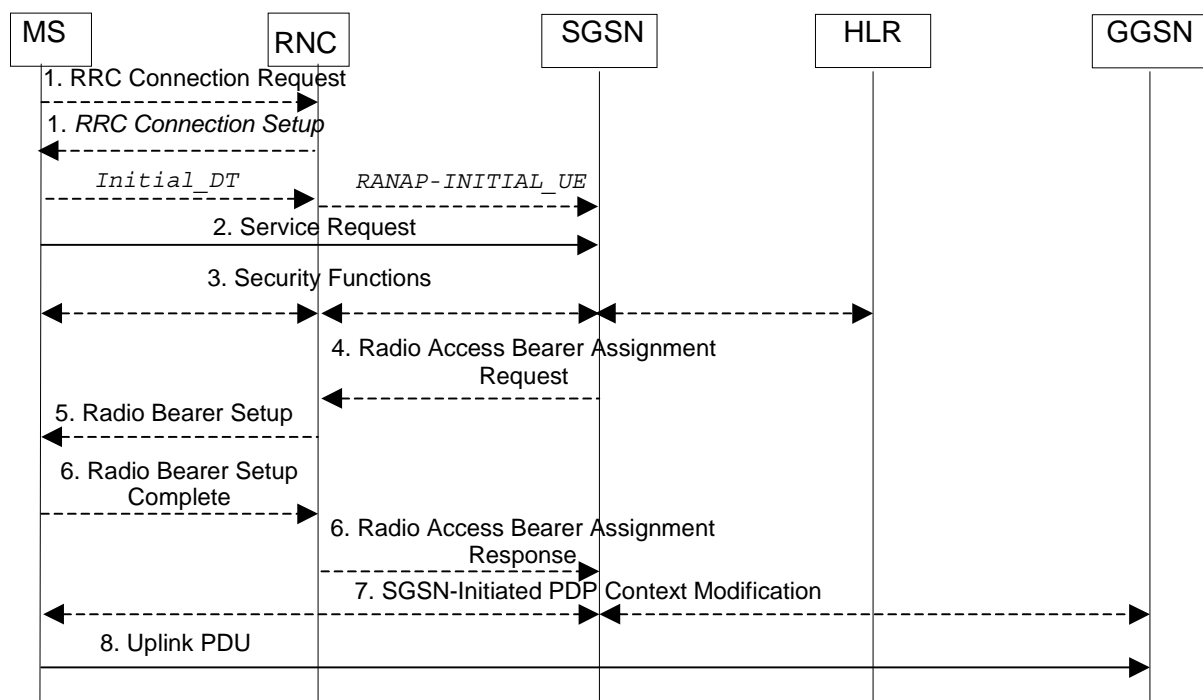 MS
RNC
SGSN
HLR
GGSN
1. RRC Connection Request
1. RRC Connection Setup
Initial_DT
RANAP-INITIAL_UE
2. Service Request
3. Security Functions
4. Radio Access Bearer Assignment
Request
5. Radio Bearer Setup
6. Radio Bearer Setup
Complete
6. Radio Access Bearer Assignment
Response
7. SGSN-Initiated PDP Context Modification
8. Uplink PDU